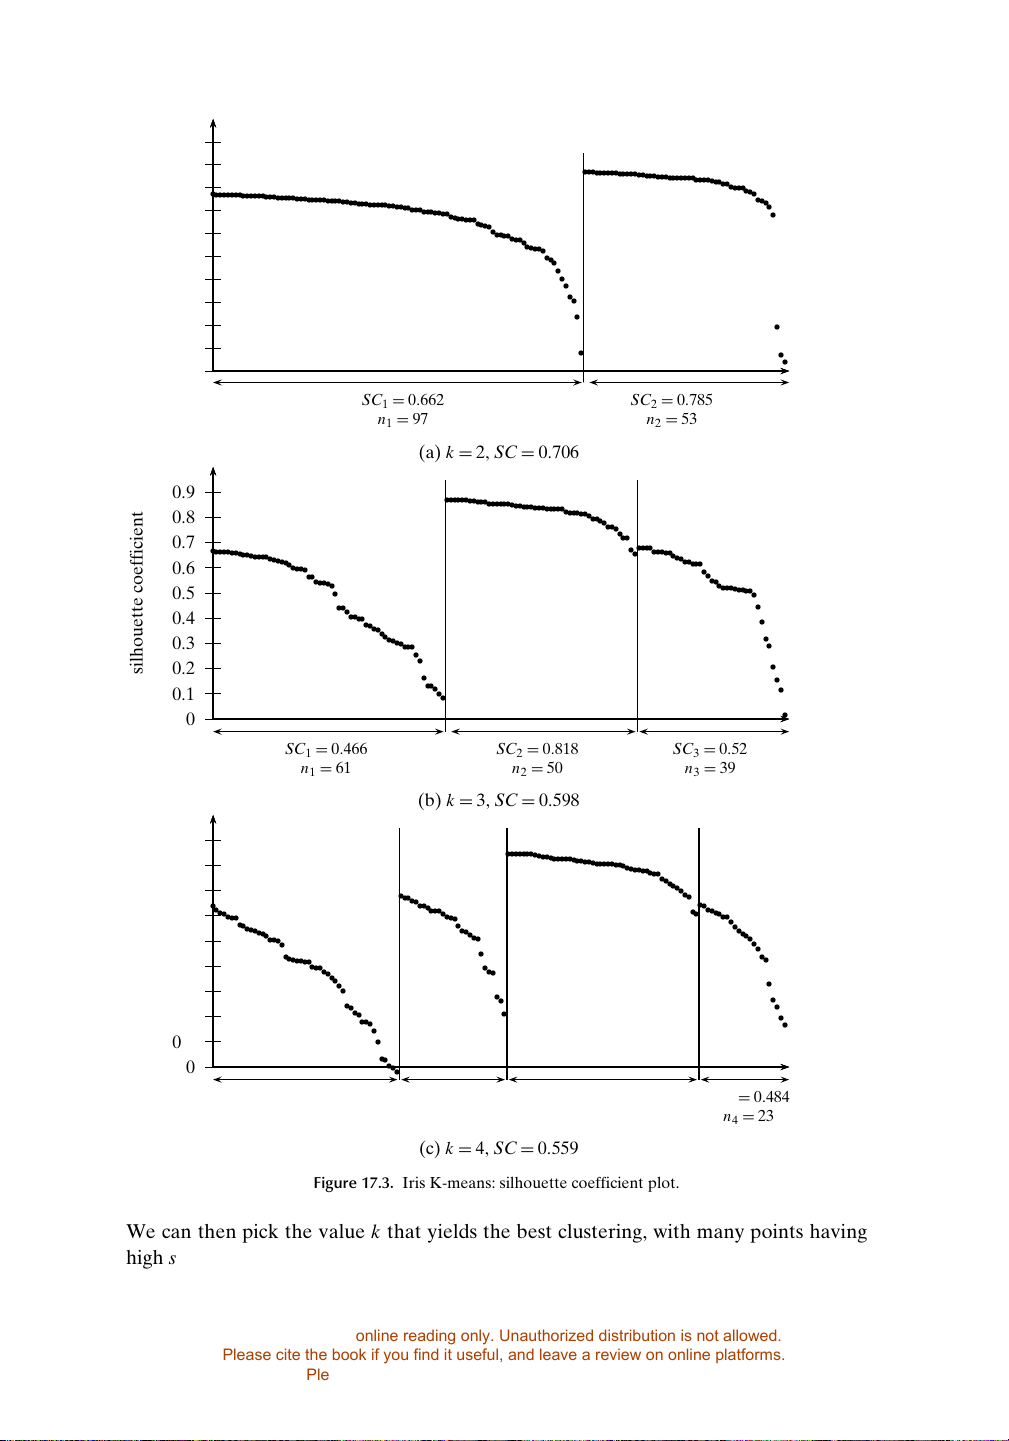 SC1 = 0.662 SC2 = 0.785
n1 = 97 n2 = 53
(a) k = 2, SC = 0.706
silhouette coefficient
0.9
0.8
0.7
0.6
0.5
0.4
0.3
0.2
0.1
0
SC1 = 0.466 SC2 = 0.818 SC3 = 0.52
n1 = 61 n2 = 50 n3 = 39
(b) k = 3, SC = 0.598
0
0
= 0.484
n4 = 23
(c) k = 4, SC = 0.559
Figure 17.3. Iris K-means: silhouette coefficient plot.
We can then pick the value k that yields the best clustering, with many points having
high s
online reading only. Unauthorized distribution is not allowed.
Please cite the book if you find it useful, and leave a review on online platforms.
Ple